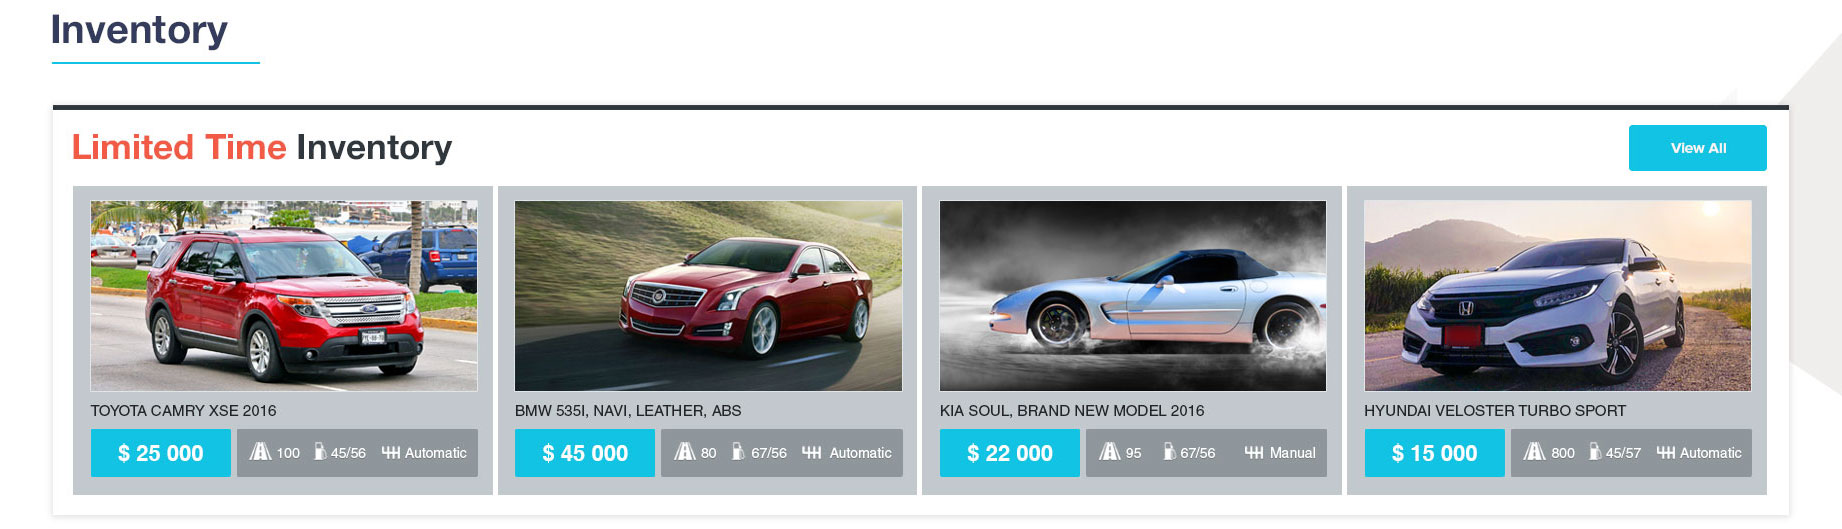 Inventory
Limited Time Inventory
View All
TOYOTA CAMRY XSE 2016
$ 25 000
100
45/56
Automatic
BMW 535I, NAVI, LEATHER, ABS
$ 45 000
80
67/56
Automatic
KIA SOUL, BRAND NEW MODEL 2016
$ 22 000
95
67/56
Manual
HYUNDAI VELOSTER TURBO SPORT
$ 15 000
800
45/57
Automatic